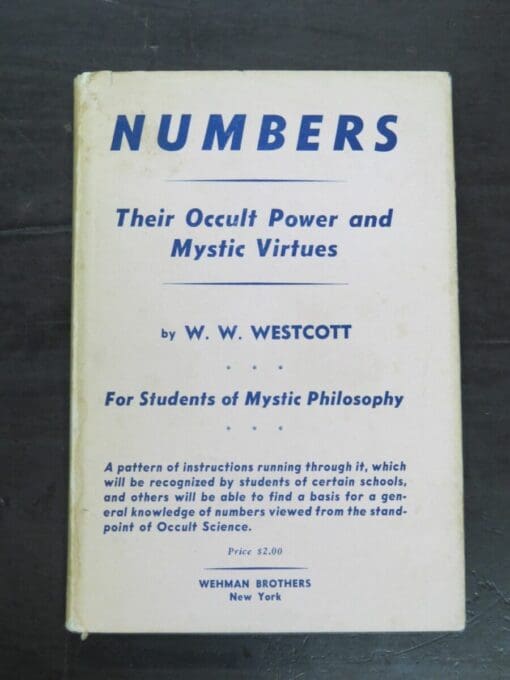 NUMBERS
Their Occult Power and
Mystic Virtues
by W. W. WESTCOTT
• • •
For Students of Mystic Philosophy
• • •
A pattern of instructions running through it, which
will be recognized by students of certain schools,
and others will be able to find a basis for a gen-
eral knowledge of numbers viewed from the stand-
point of Occult Science.
Price $2.00
WEHMAN BROTHERS
New York